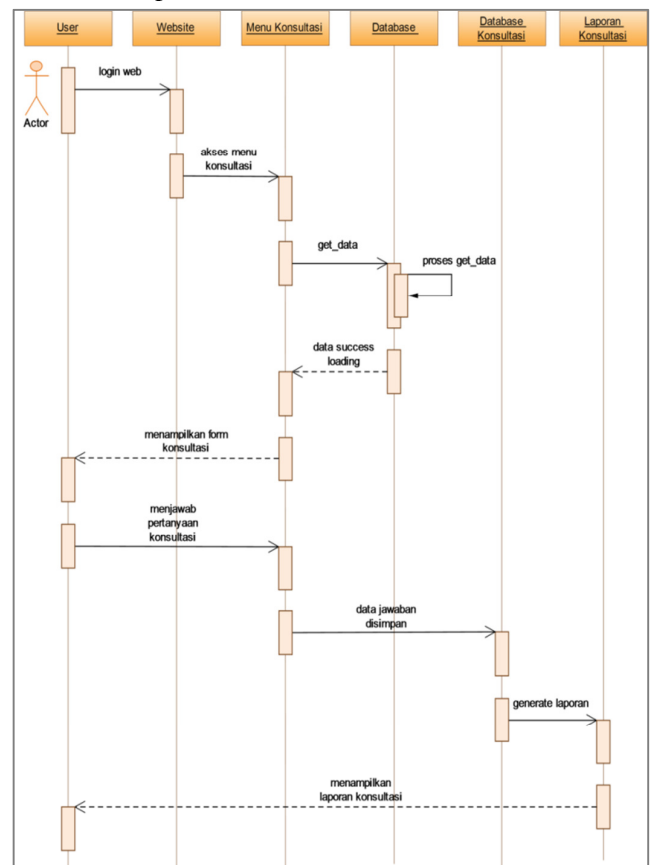 User
Website
Menu Konsultasi
Database
Database
Konsultasi
Laporan
Konsultasi
Actor
login web
akses menu
konsultasi
get_data
proses get_data
data success
loading
menampilkan form
konsultasi
menjawab
pertanyaan
konsultasi
data jawaban
disimpan
generate laporan
menampilkan
laporan konsultasi